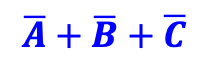 A̅ + B̅ + C̅